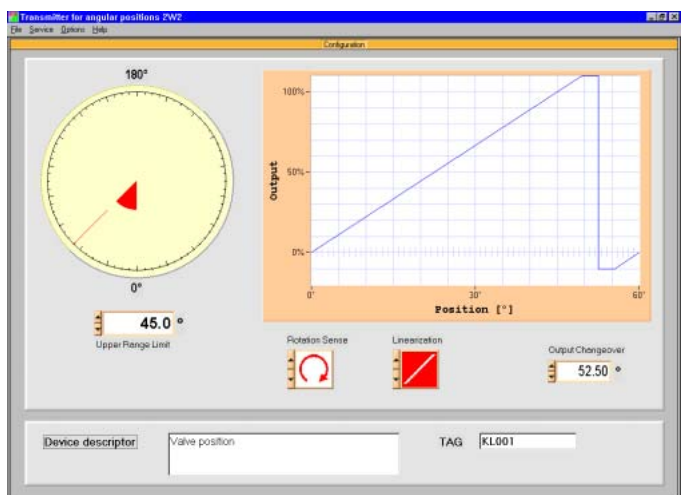 Transmitter for angular positions 2W2
File Service Options Help
Configuration
180°
0°
45.0 °
Upper Range Limit
100%
50%
0%
Output
0° 30° 60°
Position [°]
Rotation Sense
Linearization
Output Changeover
52.50 °
Device descriptor
Valve position
TAG
KL001